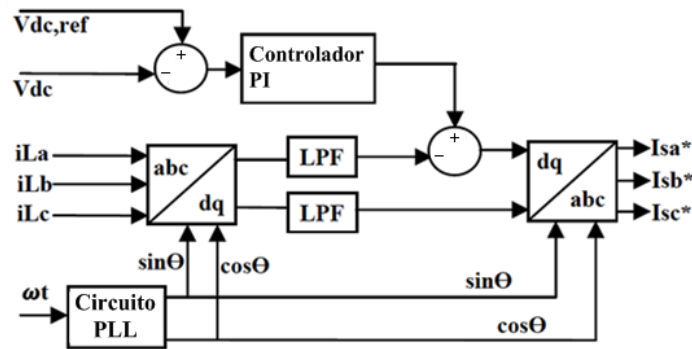 Vdc,ref
+
−
Vdc
Controlador
PI
+
−
iLa
iLb
iLc
abc
dq
LPF
LPF
dq
abc
Isa*
Isb*
Isc*
sinΘ
cosΘ
sinΘ
cosΘ
ωt
Circuito
PLL